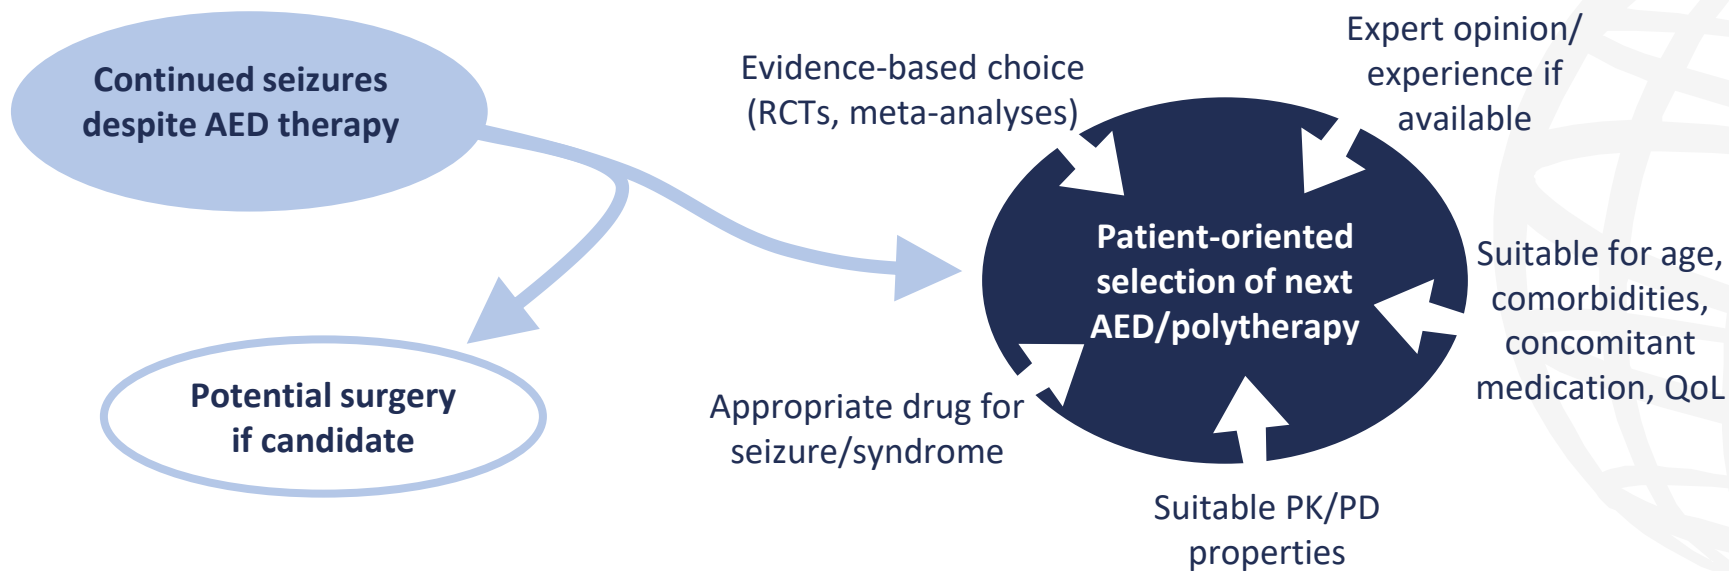 Continued seizures
despite AED therapy
Potential surgery
if candidate
Evidence-based choice
(RCTs, meta-analyses)
Expert opinion/
experience if
available
Patient-oriented
selection of next
AED/polytherapy
Suitable for age,
comorbidities,
concomitant
medication, QoL
Appropriate drug for
seizure/syndrome
Suitable PK/PD
properties